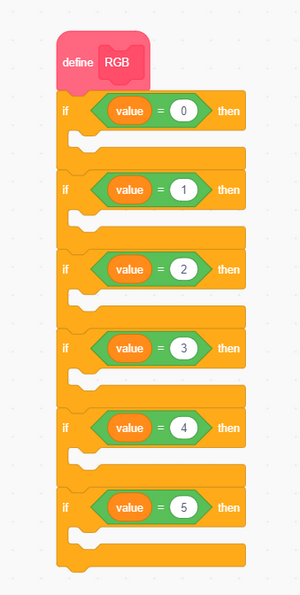 define RGB
if value = 0 then
if value = 1 then
if value = 2 then
if value = 3 then
if value = 4 then
if value = 5 then